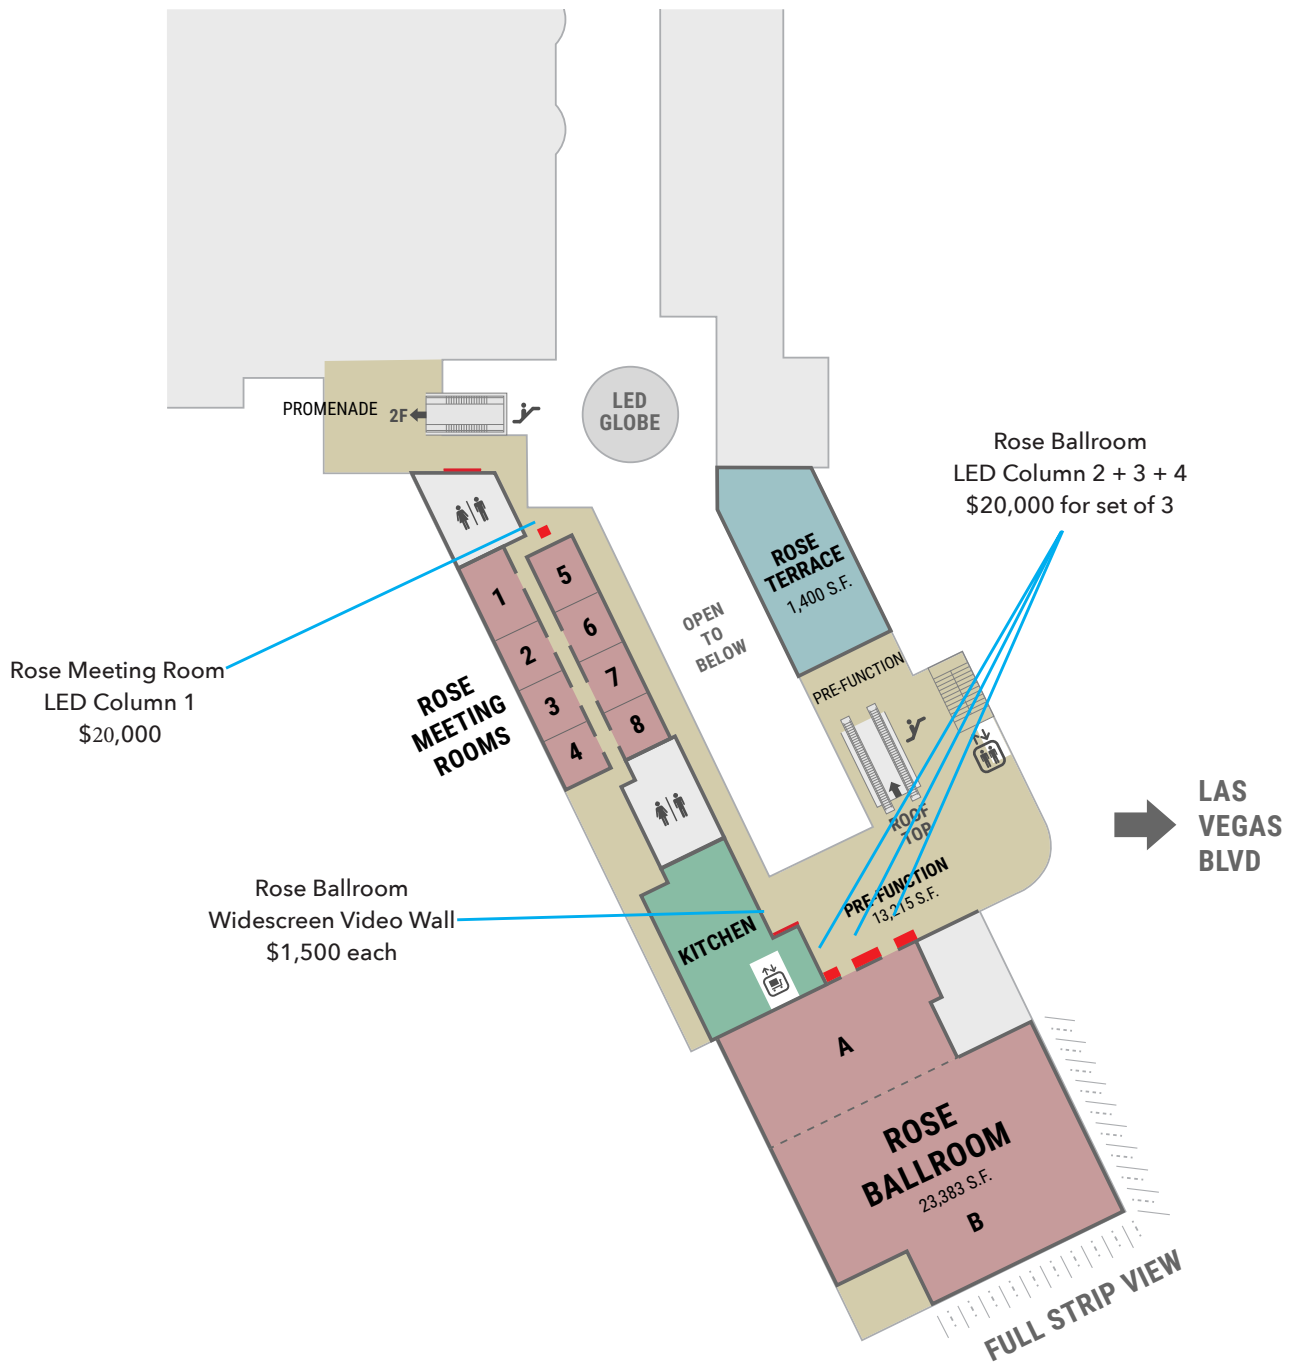 PROMENADE
2F
LED
GLOBE
Rose Ballroom
LED Column 2 + 3 + 4
$20,000 for set of 3
ROSE
TERRACE
1,400 S.F.
1
2
3
4
5
6
7
8
OPEN
TO
BELOW
PRE-FUNCTION
Rose Meeting Room
LED Column 1
$20,000
ROSE
MEETING
ROOMS
ROOF
TOP
LAS
VEGAS
BLVD
Rose Ballroom
Widescreen Video Wall
$1,500 each
PRE-FUNCTION
13,215 S.F.
KITCHEN
A
ROSE
BALLROOM
23,383 S.F.
B
FULL STRIP VIEW